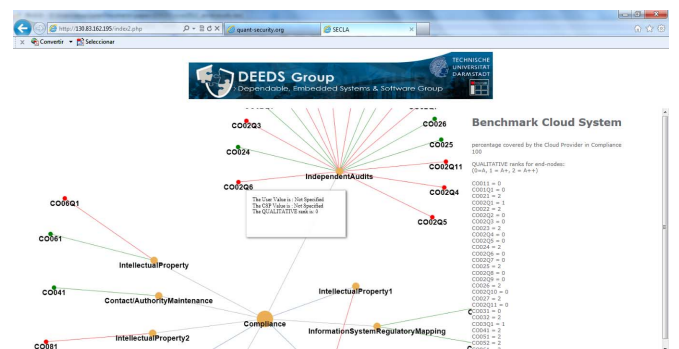 http://130.83.162.195/index2.php
quant-security.org
SECLA
Convertir
Seleccionar
DEEDS Group
Dependable, Embedded Systems & Software Group
TECHNISCHE
UNIVERSITÄT
DARMSTADT
CO02Q3
CO026
CO024
CO025
IndependentAudits
CO02Q11
CO02Q6
CO02Q4
The User Value is : Not Specified
The CSP Value is : Not Specified
The QUALITATIVE rank is: 3
CO02Q5
CO06Q1
CO061
IntellectualProperty
CO041
Contact/AuthorityMaintenance
IntellectualProperty1
Compliance
InformationSystemRegulatoryMapping
IntellectualProperty2
CO081
Benchmark Cloud System
percentage covered by the Cloud Provider in Compliance
100
QUALITATIVE ranks for end-nodes:
(0=A, 1 = A+, 2 = A++)
CO011 = 0
CO01Q1 = 0
CO021 = 2
CO02Q1 = 1
CO022 = 2
CO02Q2 = 0
CO02Q3 = 0
CO023 = 2
CO02Q4 = 0
CO02Q5 = 0
CO024 = 2
CO02Q6 = 0
CO02Q7 = 0
CO025 = 2
CO02Q8 = 0
CO02Q9 = 0
CO026 = 2
CO02Q10 = 0
CO027 = 2
CO02Q11 = 0
CO031 = 0
CO032 = 2
CO03Q1 = 1
CO041 = 2
CO051 = 2
CO052 = 2